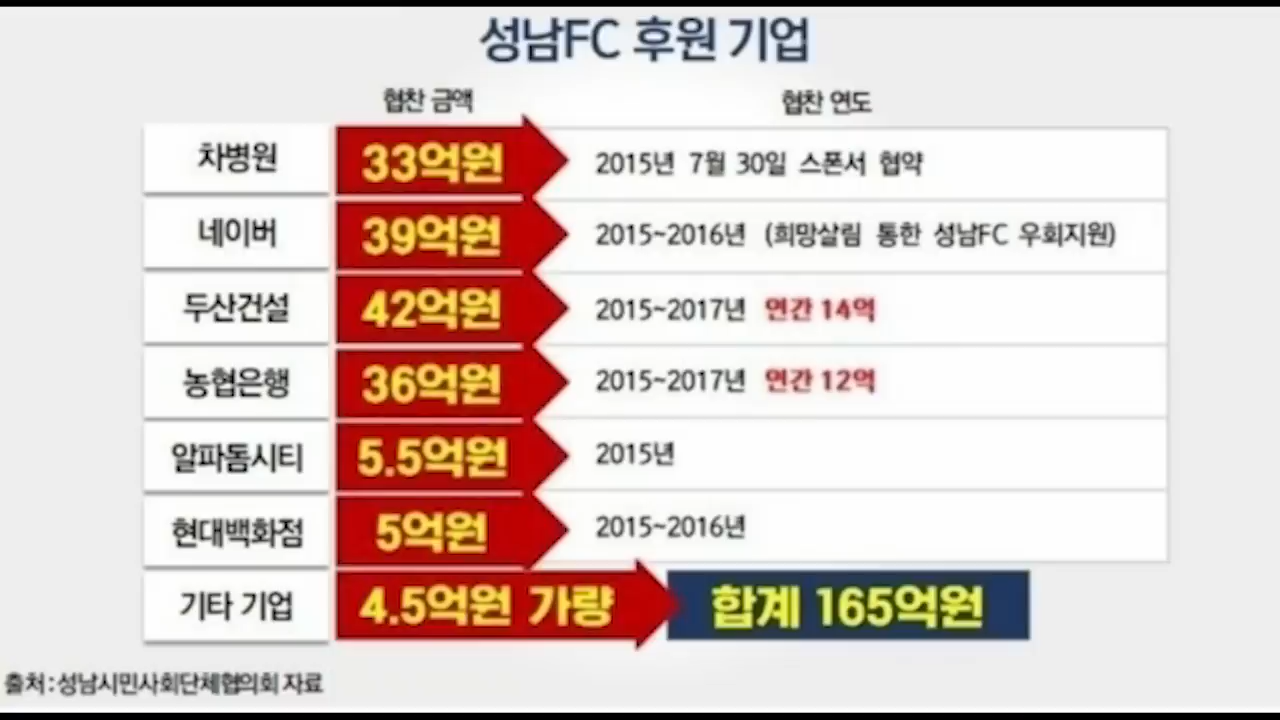 성남FC 후원 기업
협찬 금액 협찬 연도
차병원 33억원 2015년 7월 30일 스폰서 협약
네이버 39억원 2015~2016년 (희망살림 통한 성남FC 우회지원)
두산건설 42억원 2015~2017년 연간 14억
농협은행 36억원 2015~2017년 연간 12억
알파돔시티 5.5억원 2015년
현대백화점 5억원 2015~2016년
기타 기업 4.5억원 가량 합계 165억원
출처:성남시민사회단체협의회 자료